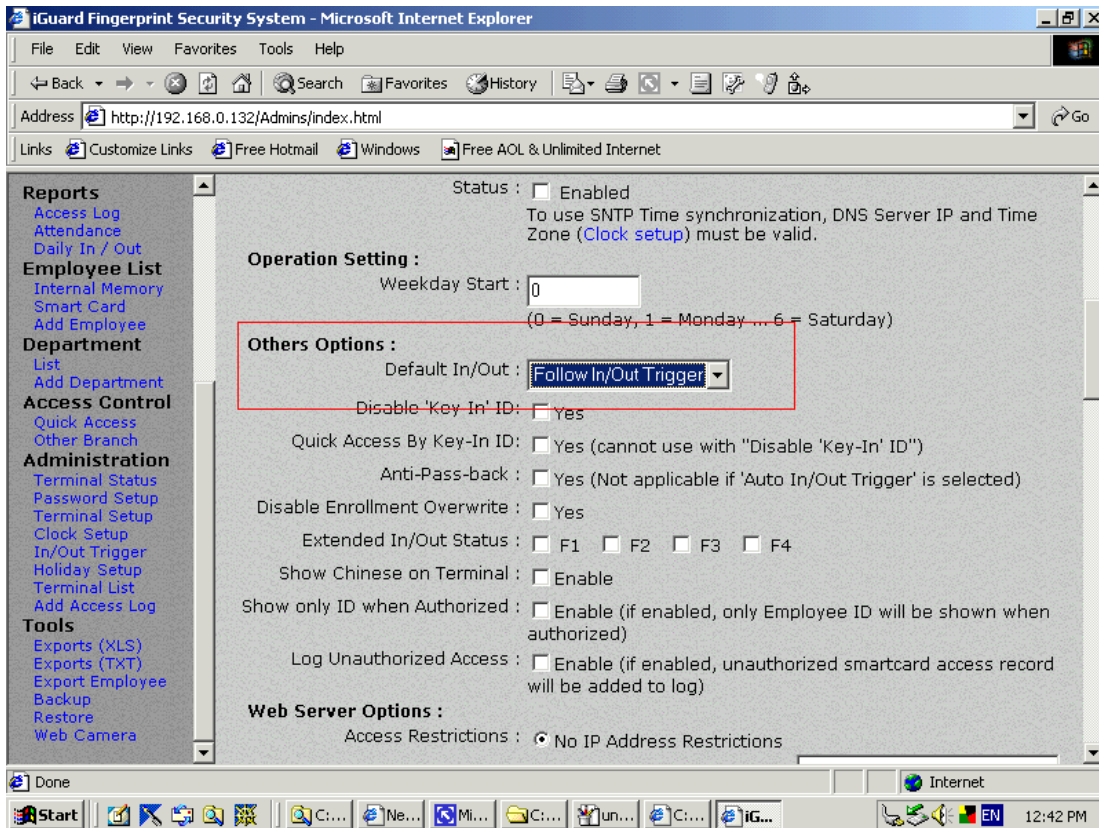 iGuard Fingerprint Security System - Microsoft Internet Explorer
File Edit View Favorites Tools Help
Back Search Favorites History
Address http://192.168.0.132/Admins/index.html Go
Links Customize Links Free Hotmail Windows Free AOL & Unlimited Internet
Reports
Access Log
Attendance
Daily In / Out
Employee List
Internal Memory
Smart Card
Add Employee
Department
List
Add Department
Access Control
Quick Access
Other Branch
Administration
Terminal Status
Password Setup
Terminal Setup
Clock Setup
In/Out Trigger
Holiday Setup
Terminal List
Add Access Log
Tools
Exports (XLS)
Exports (TXT)
Export Employee
Backup
Restore
Web Camera
Status : Enabled
To use SNTP Time synchronization, DNS Server IP and Time
Zone (Clock setup) must be valid.
Operation Setting :
Weekday Start : 0
(0 = Sunday, 1 = Monday ... 6 = Saturday)
Others Options :
Default In/Out : Follow In/Out Trigger
Disable 'Key-In' ID: Yes
Quick Access By Key-In ID: Yes (cannot use with "Disable 'Key-In' ID")
Anti-Pass-back : Yes (Not applicable if 'Auto In/Out Trigger' is selected)
Disable Enrollment Overwrite : Yes
Extended In/Out Status : F1 F2 F3 F4
Show Chinese on Terminal : Enable
Show only ID when Authorized : Enable (if enabled, only Employee ID will be shown when
authorized)
Log Unauthorized Access : Enable (if enabled, unauthorized smartcard access record
will be added to log)
Web Server Options :
Access Restrictions : No IP Address Restrictions
Done Internet
Start C:... Ne... Mi... C:... un... C:... iG... EN 12:42 PM